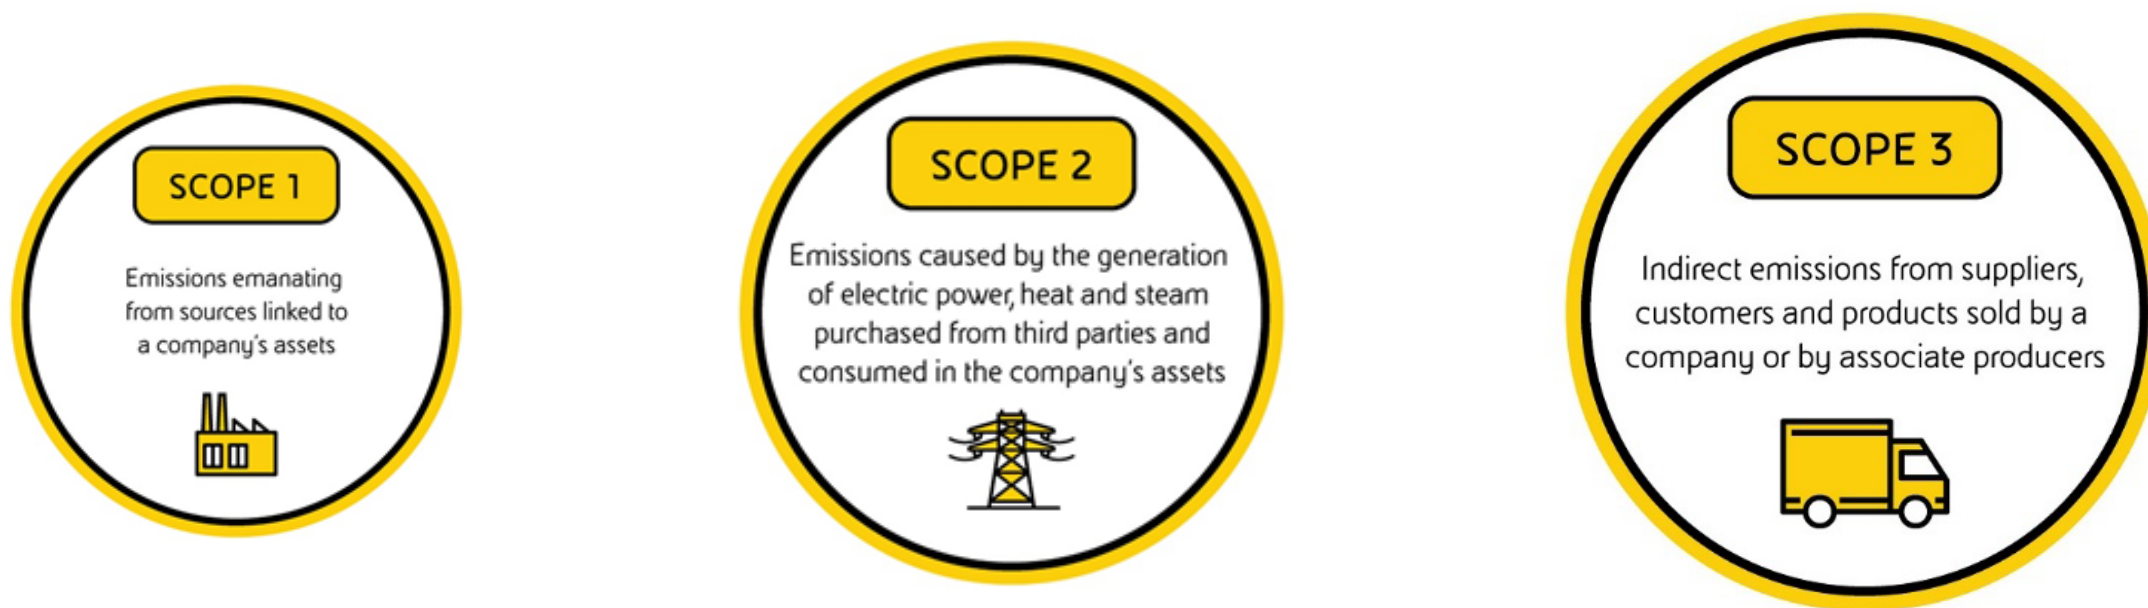 SCOPE 1
Emissions emanating
from sources linked to
a company's assets
SCOPE 2
Emissions caused by the generation
of electric power, heat and steam
purchased from third parties and
consumed in the company's assets
SCOPE 3
Indirect emissions from suppliers,
customers and products sold by a
company or by associate producers